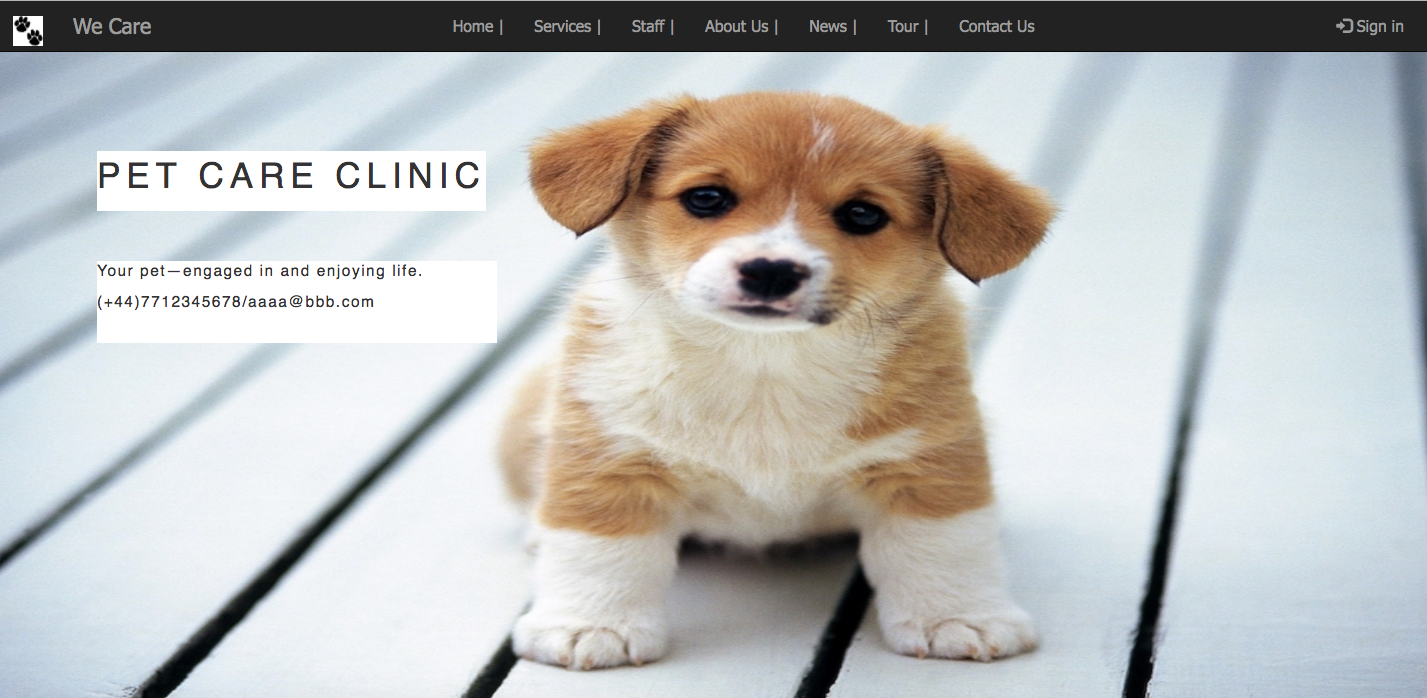 We Care Home | Services | Staff | About Us | News | Tour | Contact Us Sign in
PET CARE CLINIC
Your pet—engaged in and enjoying life.
(+44)7712345678/aaaa@bbb.com